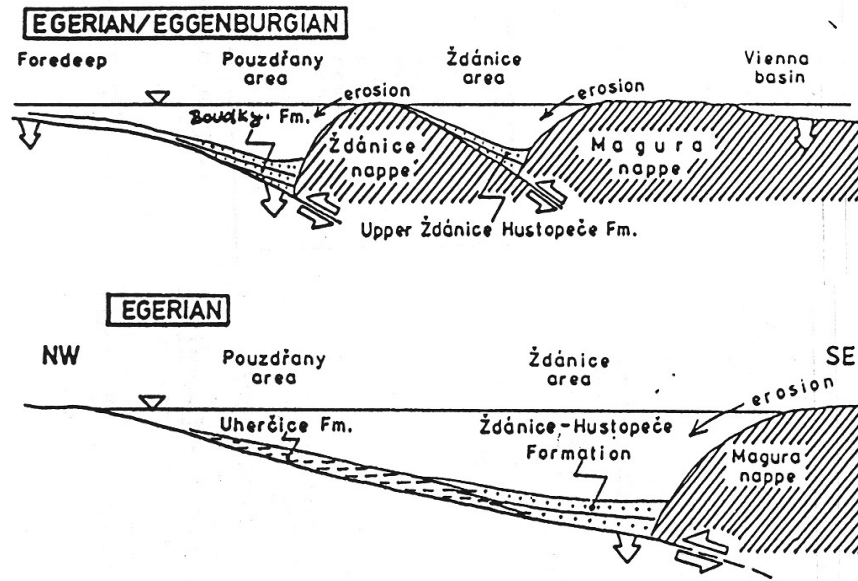 EGERIAN/EGGENBURGIAN
Foredeep
Pouzdřany
area
Ždánice
area
Vienna
basin
erosion
erosion
Boudky. Fm.
Ždánice
nappe
Magura
nappe
Upper Ždánice Hustopeče Fm.
EGERIAN
NW
Pouzdřany
area
Ždánice
area
SE
erosion
Uherčice Fm.
Ždánice-Hustopeče
Formation
Magura
nappe